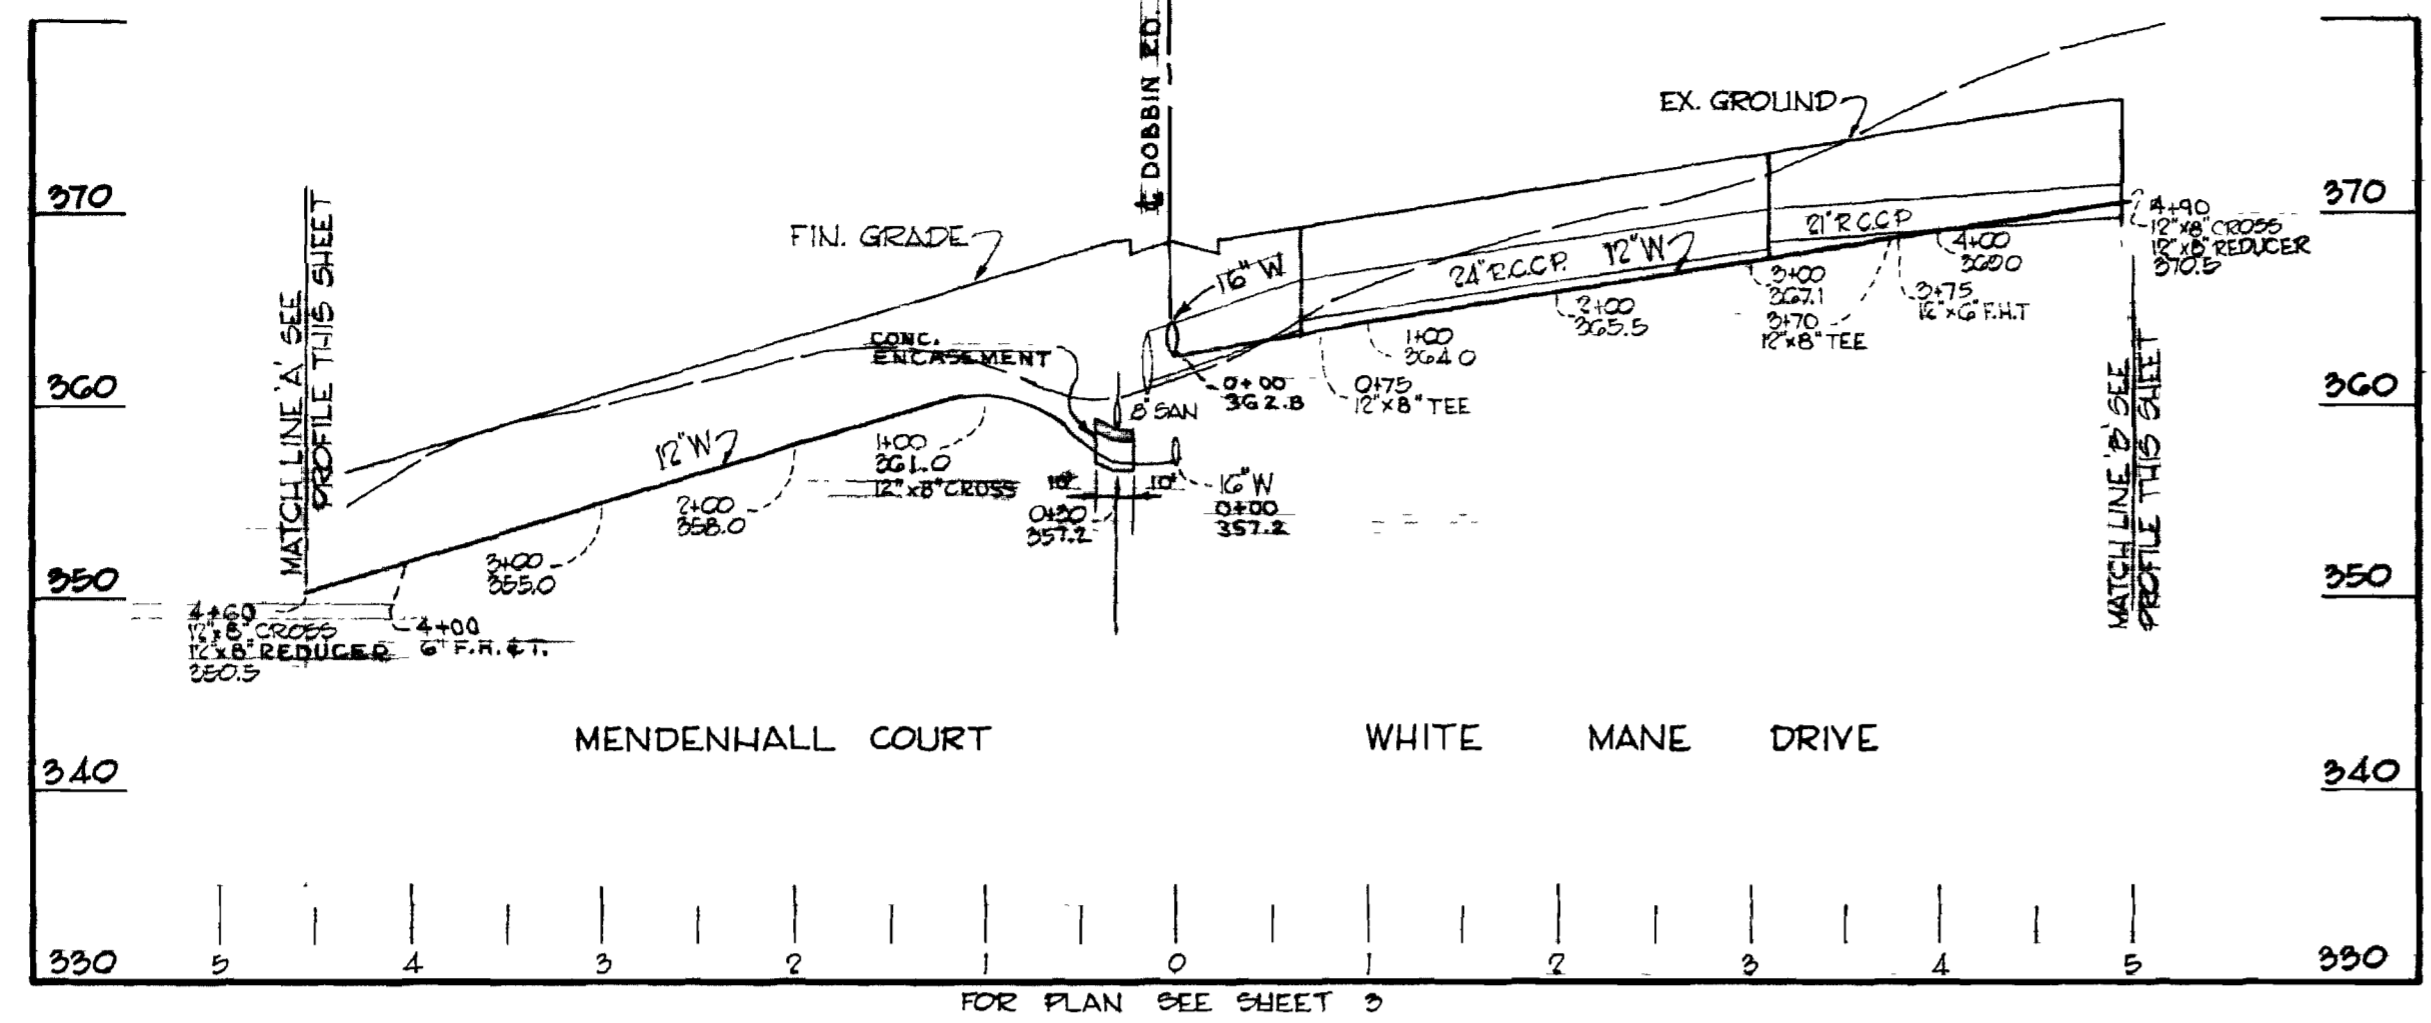 ℄ DOBBIN RD.
EX. GROUND
FIN. GRADE
370
370
360
360
350
350
340
340
330
330
MATCH LINE 'A' SEE
PROFILE THIS SHEET
CONC.
ENCASEMENT
16" W
24" R.C.C.P.
12" W
21" R.C.C.P
4+90
12"x8" CROSS
12"x8" REDUCER
370.5
4+00
3+75
3+00
367.1
3+70
12"x8" TEE
2+00
365.5
1+00
364.0
0+75
12"x8" TEE
0+00
362.8
8" SAN
12" W
1+00
361.0
12"x8" CROSS
10'
10'
16" W
0+00
357.2
357.2
2+00
358.0
3+00
355.0
4+60
12"x8" CROSS
12"x8" REDUCER
350.5
4+00
6" F.H. & T.
MATCH LINE 'B' SEE
PROFILE THIS SHEET
MENDENHALL COURT
WHITE MANE DRIVE
5 4 3 2 1 0 1 2 3 4 5
FOR PLAN SEE SHEET 3